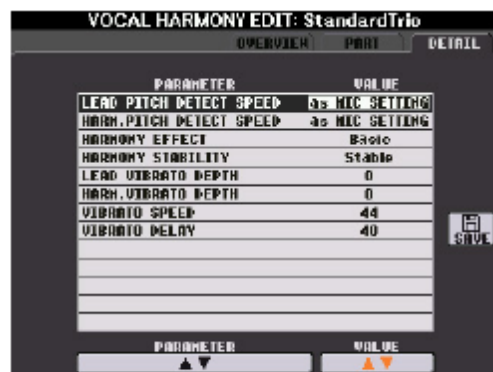 VOCAL HARMONY EDIT: StandardTrio
OVERVIEW PART DETAIL
PARAMETER VALUE
LEAD PITCH DETECT SPEED as MIC SETTING
HARM.PITCH DETECT SPEED as MIC SETTING
HARMONY EFFECT Basic
HARMONY STABILITY Stable
LEAD VIBRATO DEPTH 0
HARM.VIBRATO DEPTH 0
VIBRATO SPEED 44
VIBRATO DELAY 40
SAVE
PARAMETER VALUE